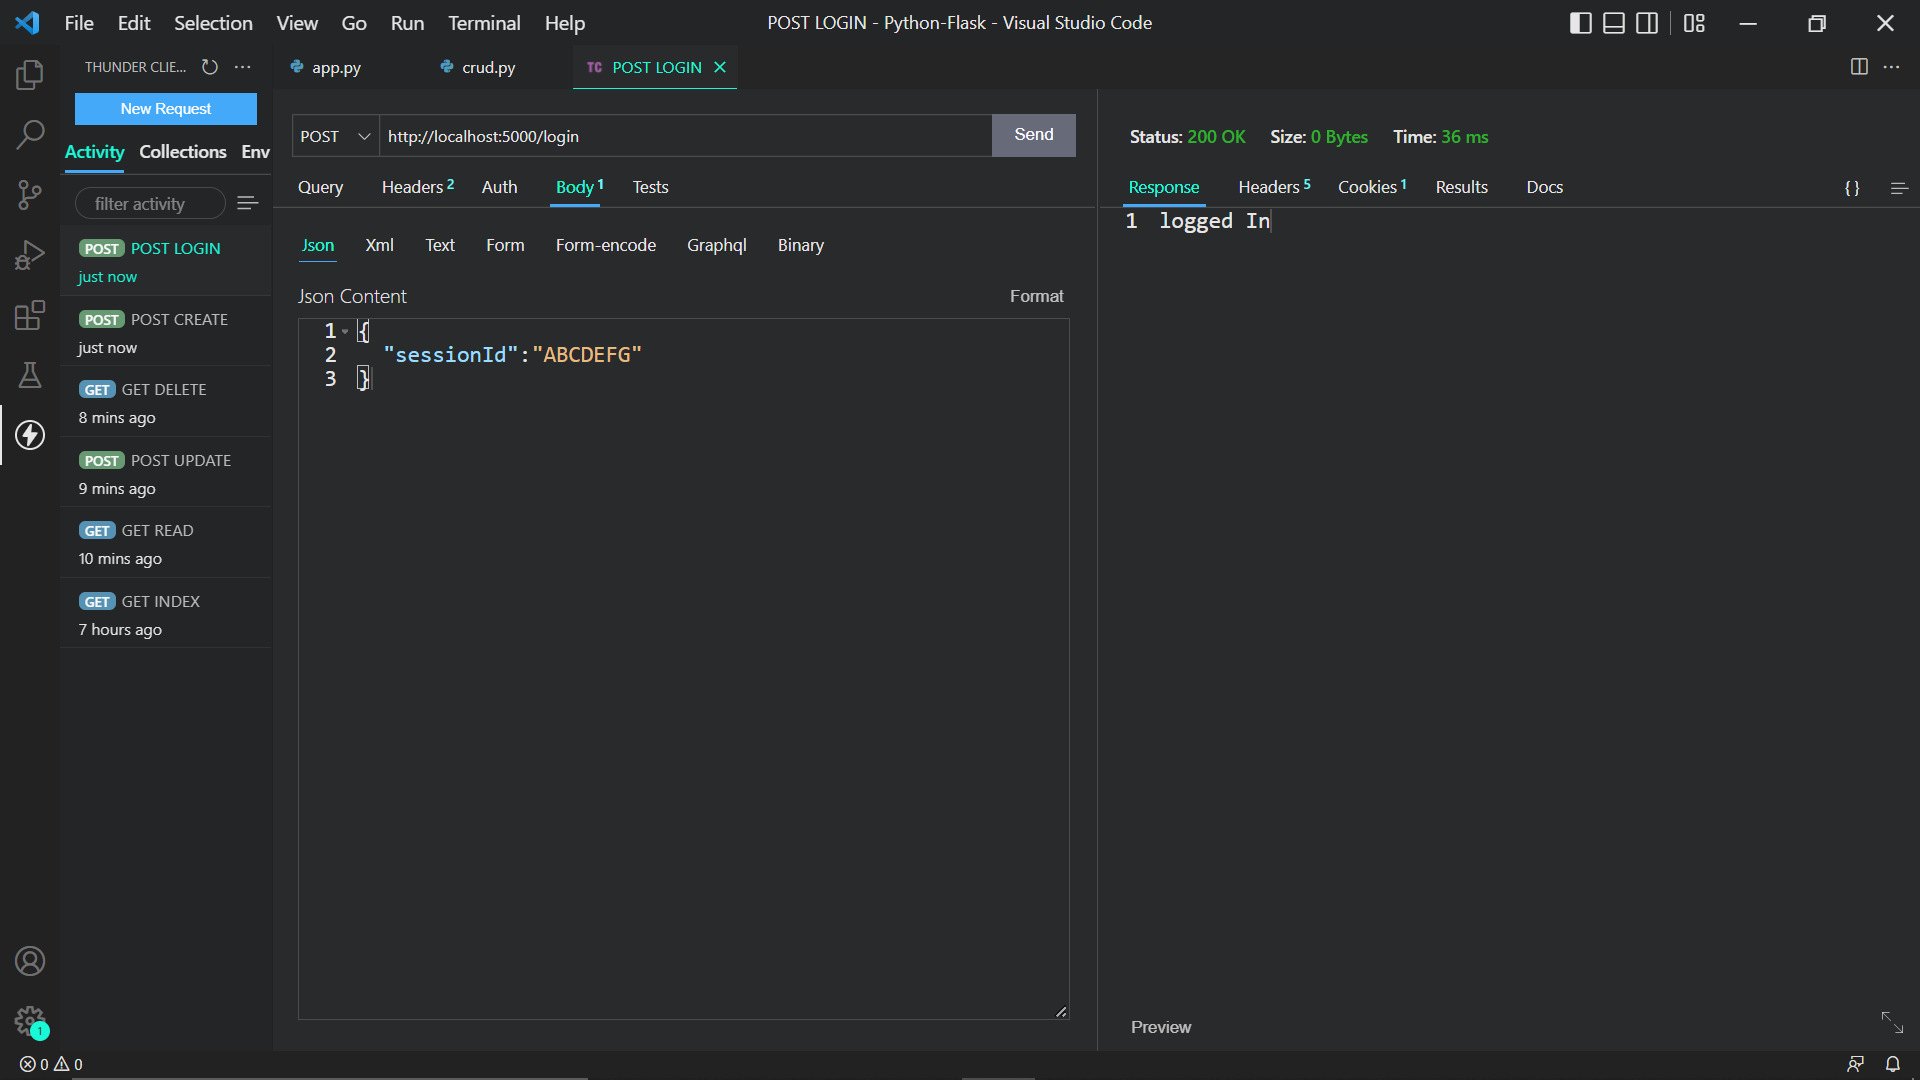 File Edit Selection View Go Run Terminal Help
POST LOGIN - Python-Flask - Visual Studio Code
THUNDER CLIE...
New Request
Activity Collections Env
filter activity
POST POST LOGIN
just now
POST POST CREATE
just now
GET GET DELETE
8 mins ago
POST POST UPDATE
9 mins ago
GET GET READ
10 mins ago
GET GET INDEX
7 hours ago
1
app.py crud.py TC POST LOGIN
POST http://localhost:5000/login Send
Query Headers 2 Auth Body 1 Tests
Json Xml Text Form Form-encode Graphql Binary
Json Content Format
1 {
2 "sessionId":"ABCDEFG"
3 }
Status: 200 OK Size: 0 Bytes Time: 36 ms
Response Headers 5 Cookies 1 Results Docs {}
1 logged In
Preview
0 0